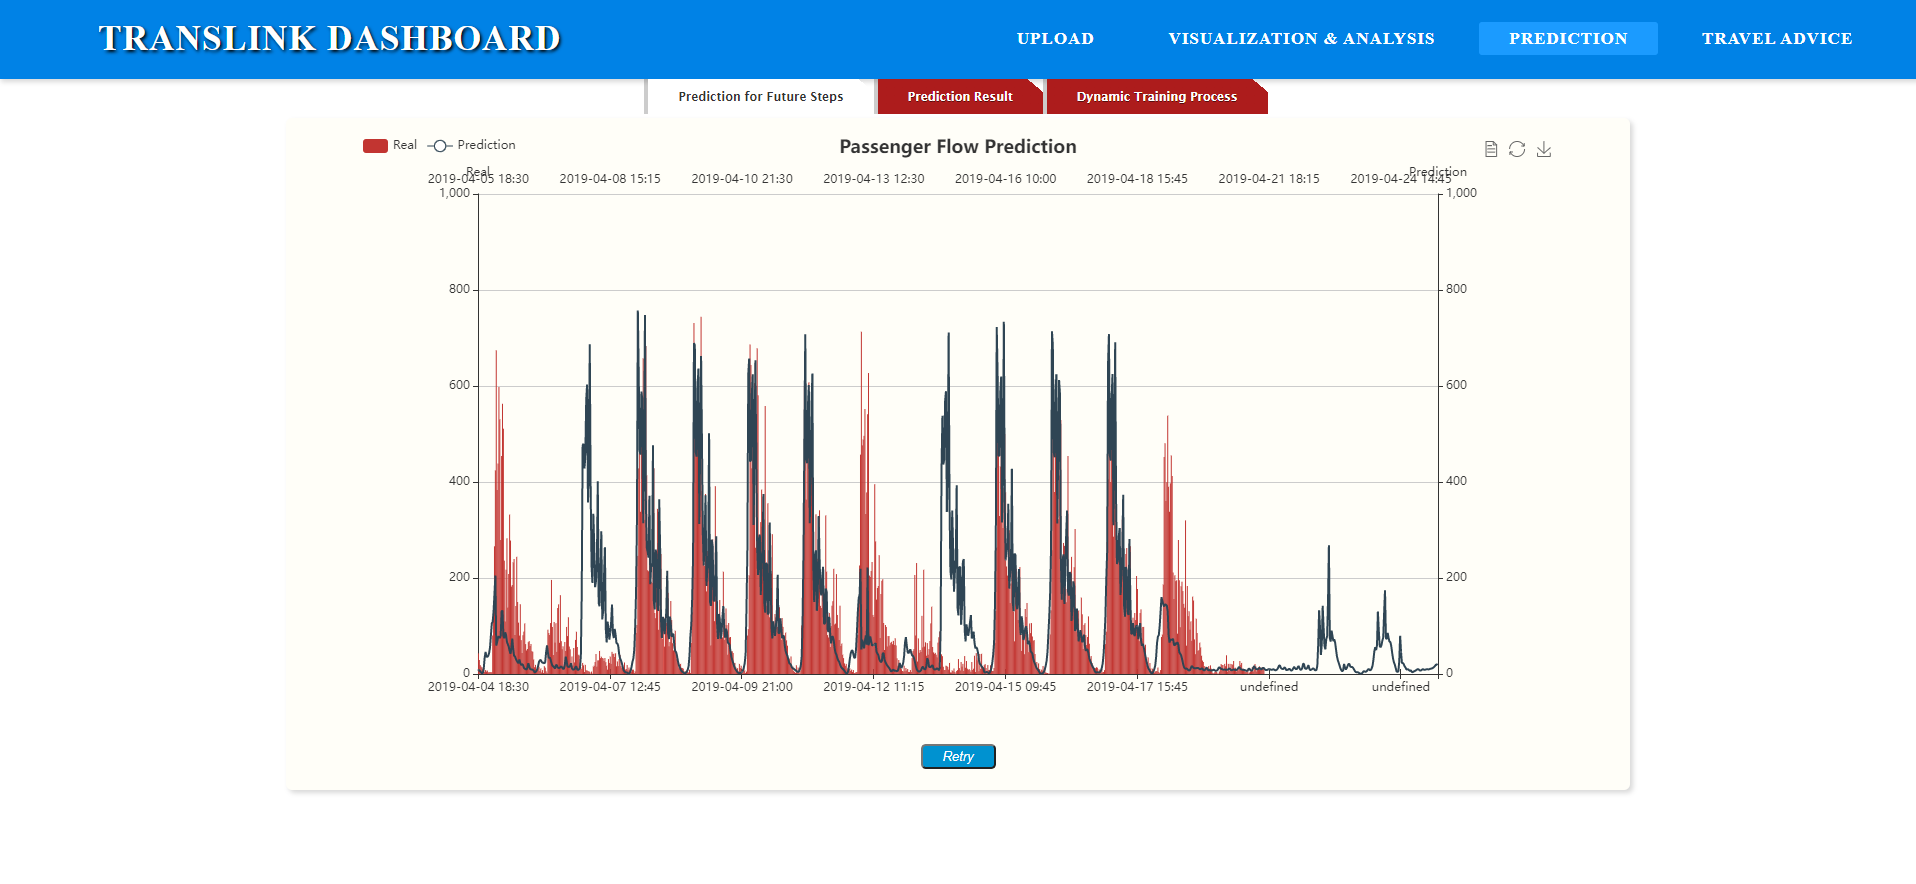 TRANSLINK DASHBOARD
UPLOAD
VISUALIZATION & ANALYSIS
PREDICTION
TRAVEL ADVICE
Prediction for Future Steps
Prediction Result
Dynamic Training Process
Real
Prediction
Passenger Flow Prediction
Real
Prediction
2019-04-05 18:30
2019-04-08 15:15
2019-04-10 21:30
2019-04-13 12:30
2019-04-16 10:00
2019-04-18 15:45
2019-04-21 18:15
2019-04-24 14:45
1,000
1,000
800
800
600
600
400
400
200
200
0
0
2019-04-04 18:30
2019-04-07 12:45
2019-04-09 21:00
2019-04-12 11:15
2019-04-15 09:45
2019-04-17 15:45
undefined
undefined
Retry